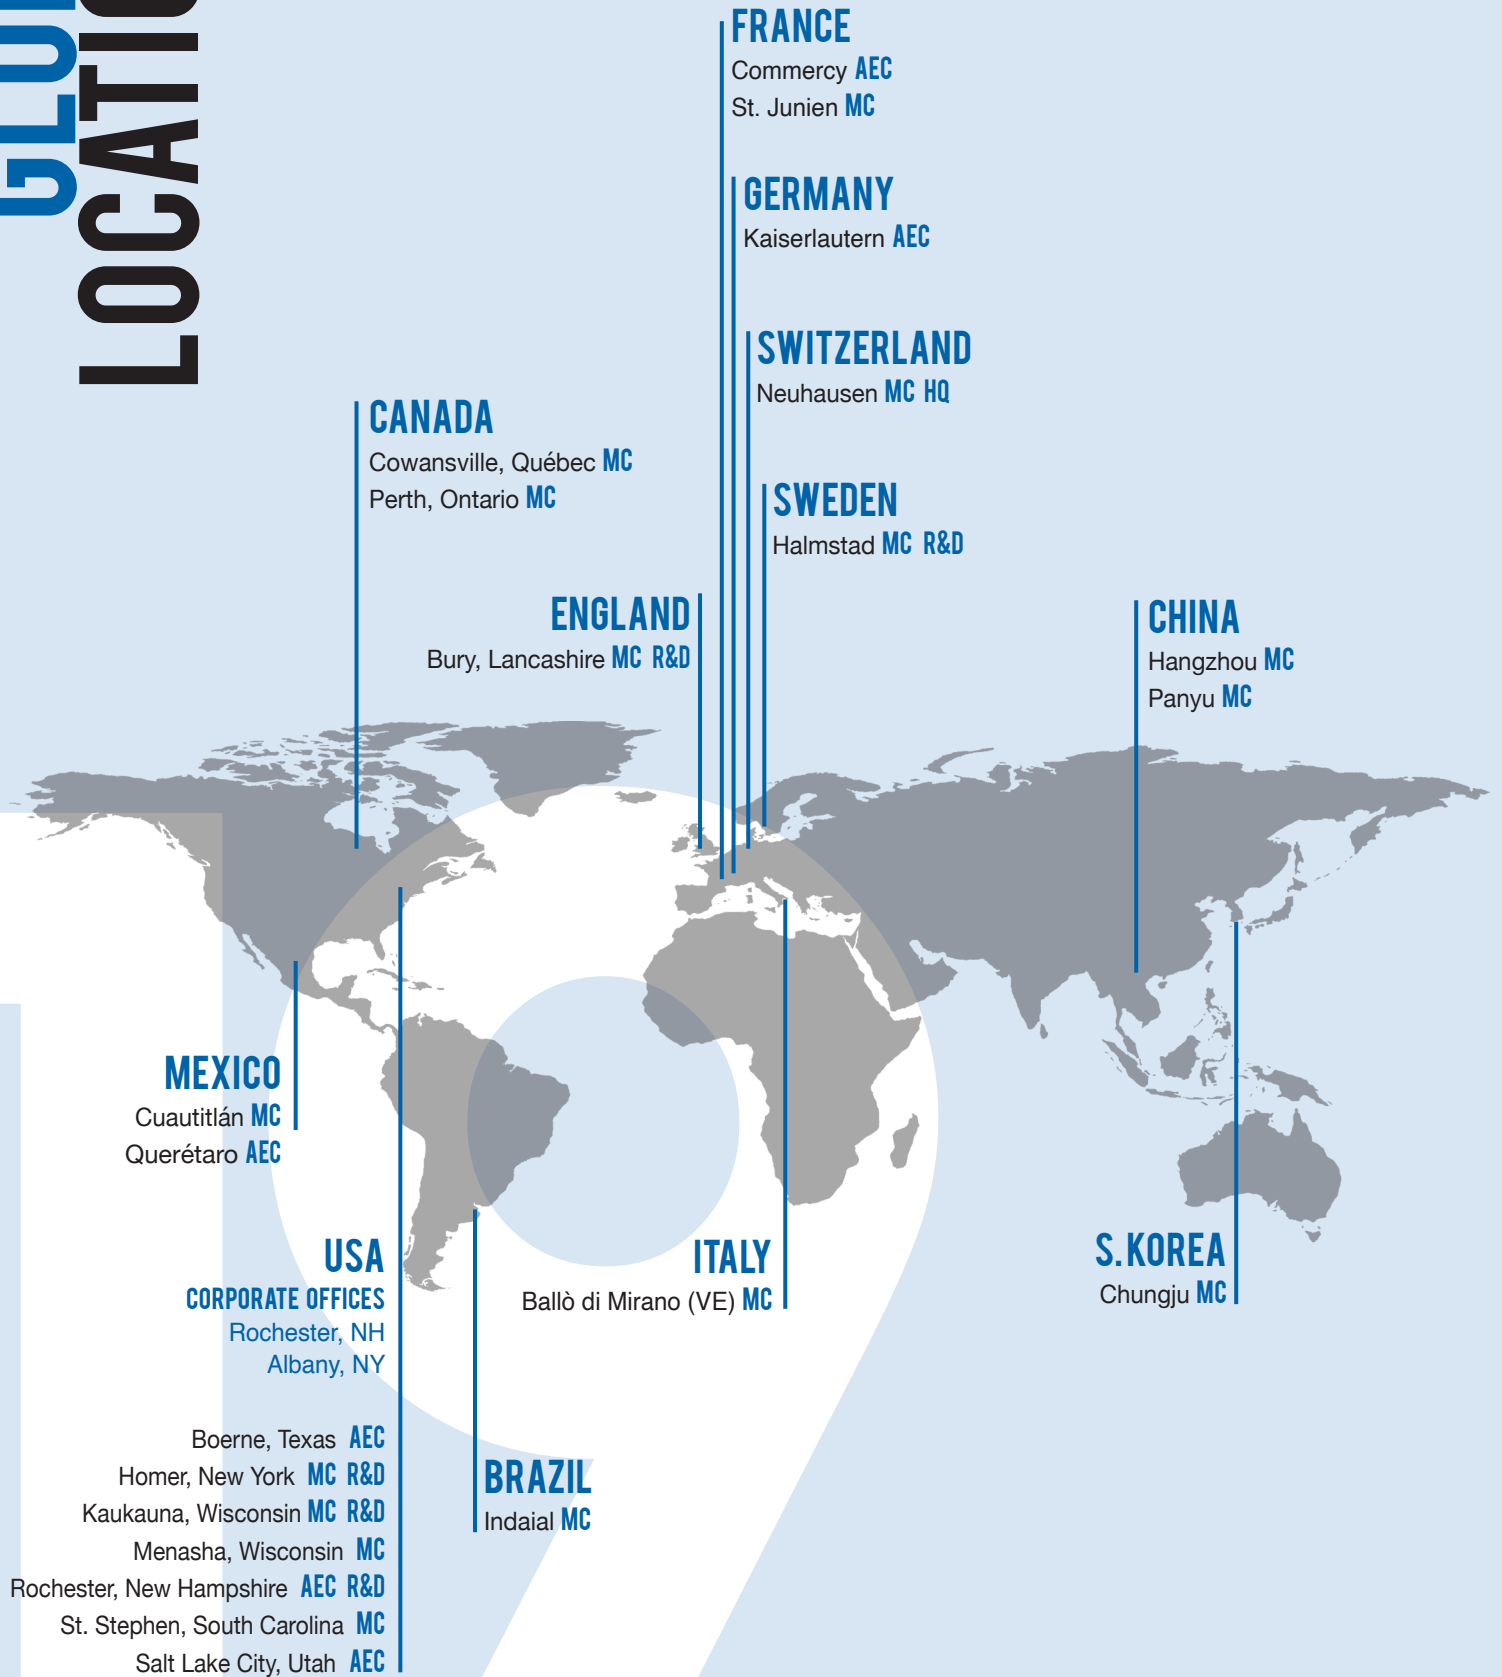 GLO
LOCATIO
FRANCE
Commercy AEC
St. Junien MC
GERMANY
Kaiserlautern AEC
SWITZERLAND
Neuhausen MC HQ
CANADA
Cowansville, Québec MC
Perth, Ontario MC
SWEDEN
Halmstad MC R&D
ENGLAND
Bury, Lancashire MC R&D
CHINA
Hangzhou MC
Panyu MC
19
MEXICO
Cuautitlán MC
Querétaro AEC
USA
CORPORATE OFFICES
Rochester, NH
Albany, NY
Boerne, Texas AEC
Homer, New York MC R&D
Kaukauna, Wisconsin MC R&D
Menasha, Wisconsin MC
Rochester, New Hampshire AEC R&D
St. Stephen, South Carolina MC
Salt Lake City, Utah AEC
BRAZIL
Indaial MC
ITALY
Ballò di Mirano (VE) MC
S.KOREA
Chungju MC